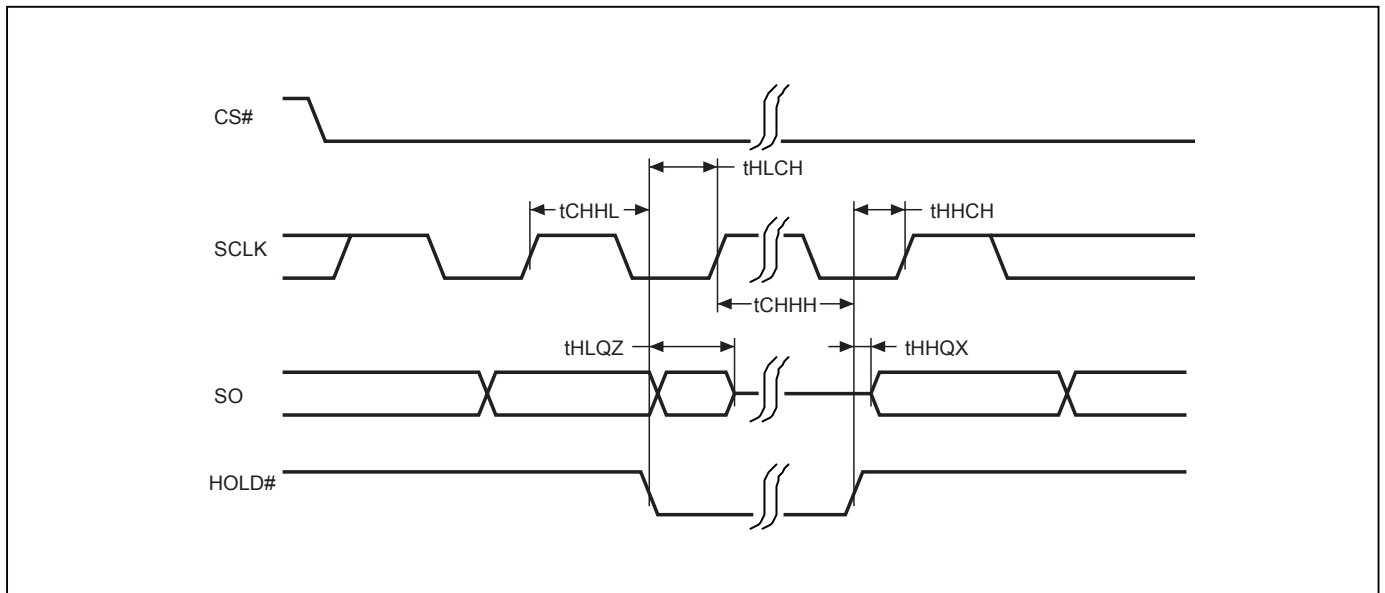 CS#
tHLCH
tCHHL
tHHCH
SCLK
tCHHH
tHLQZ
tHHQX
SO
HOLD#